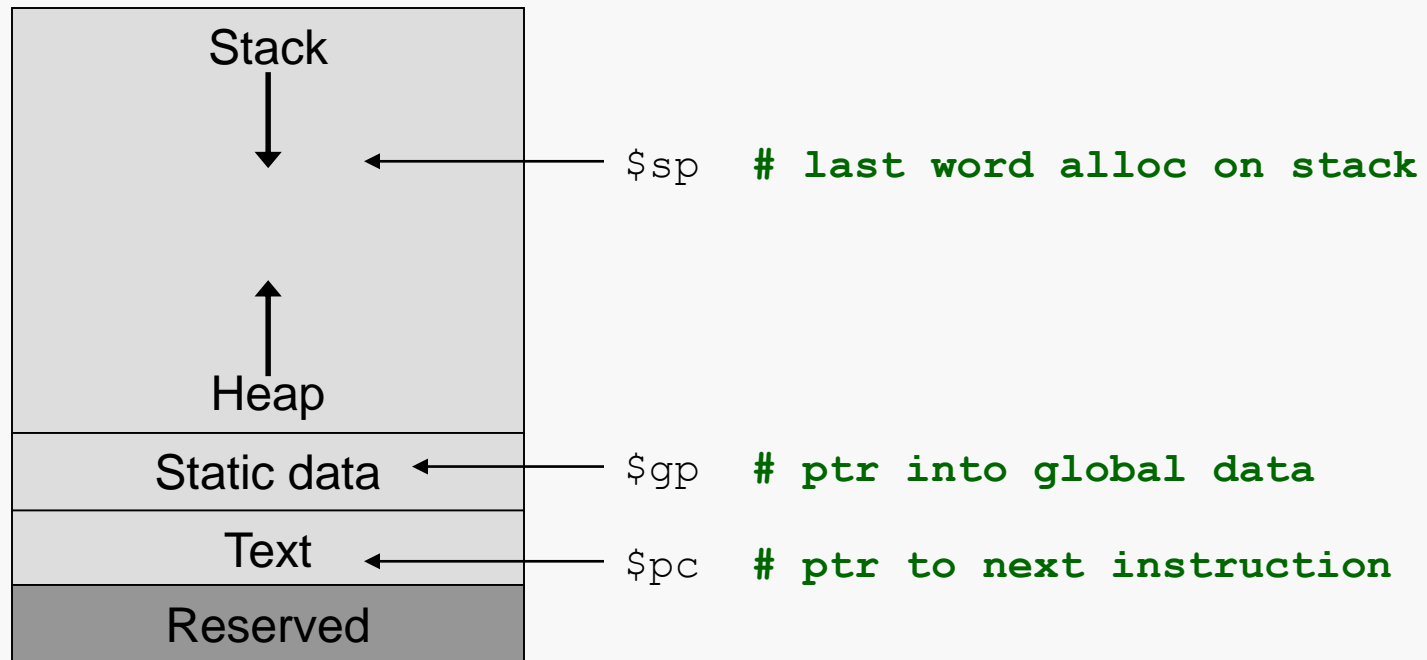 Stack
$sp # last word alloc on stack
Heap
Static data
$gp # ptr into global data
Text
$pc # ptr to next instruction
Reserved